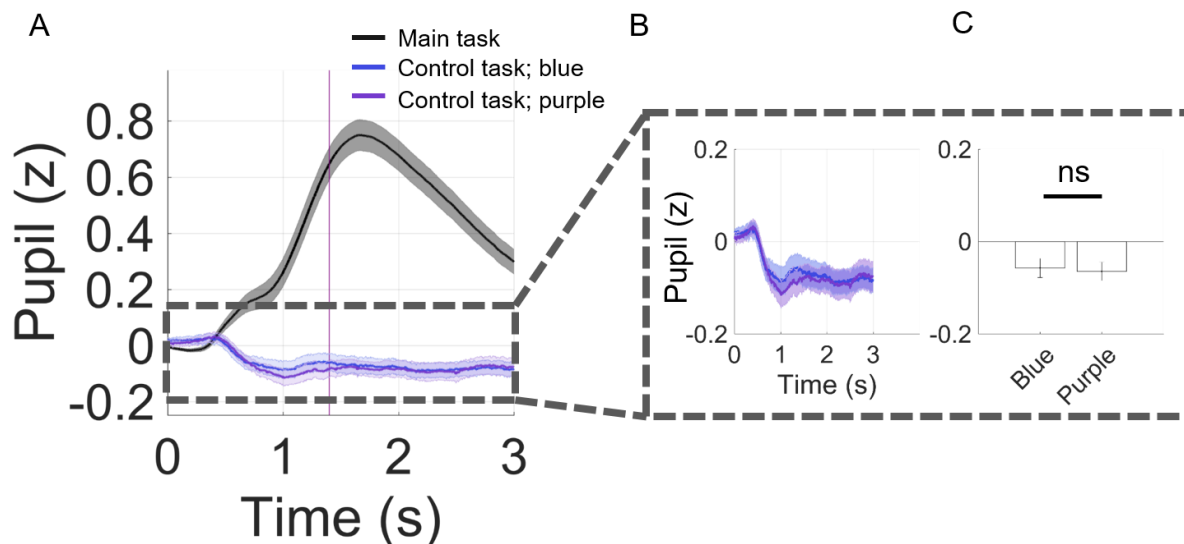 A
B
C
Main task
Control task; blue
Control task; purple
Pupil (z)
0.8
0.6
0.4
0.2
0
-0.2
0
1
2
3
Time (s)
Pupil (z)
0.2
0
-0.2
0
1
2
3
Time (s)
0.2
0
-0.2
ns
Blue
Purple